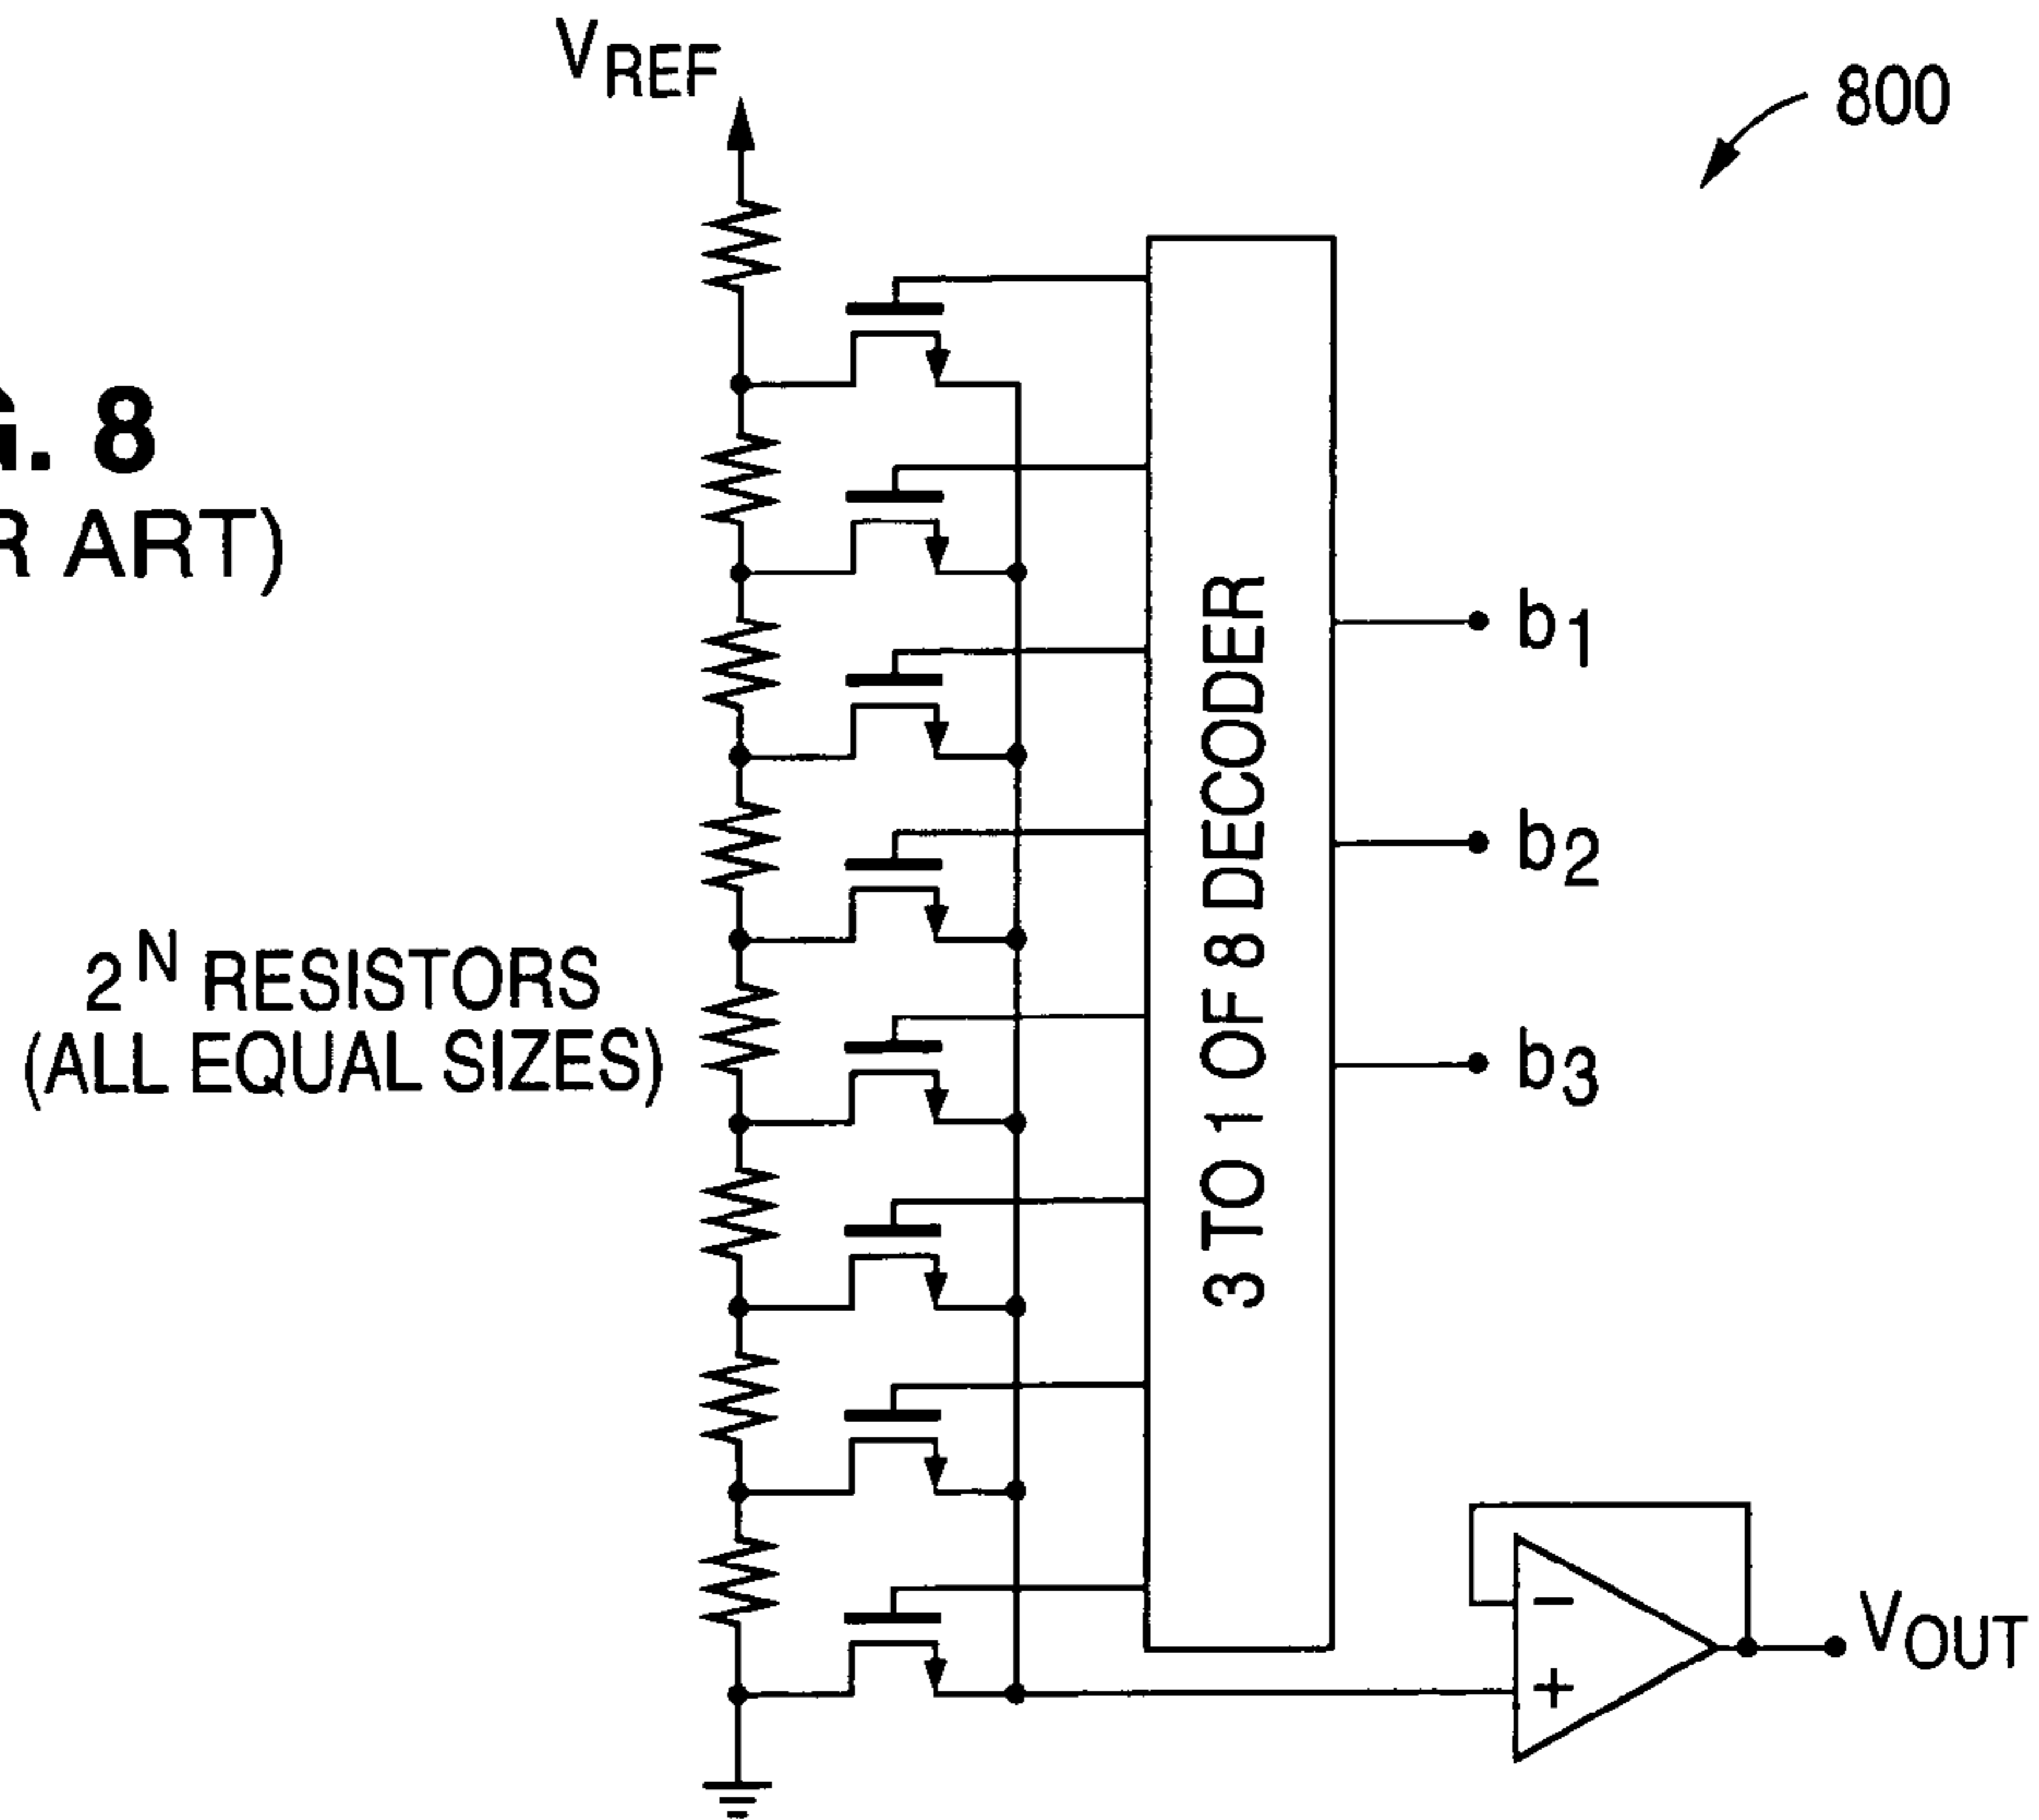 VREF
800
G. 8
R ART)
3 TO 1 OF 8 DECODER
b1
b2
b3
2N RESISTORS
(ALL EQUAL SIZES)
−
+
VOUT